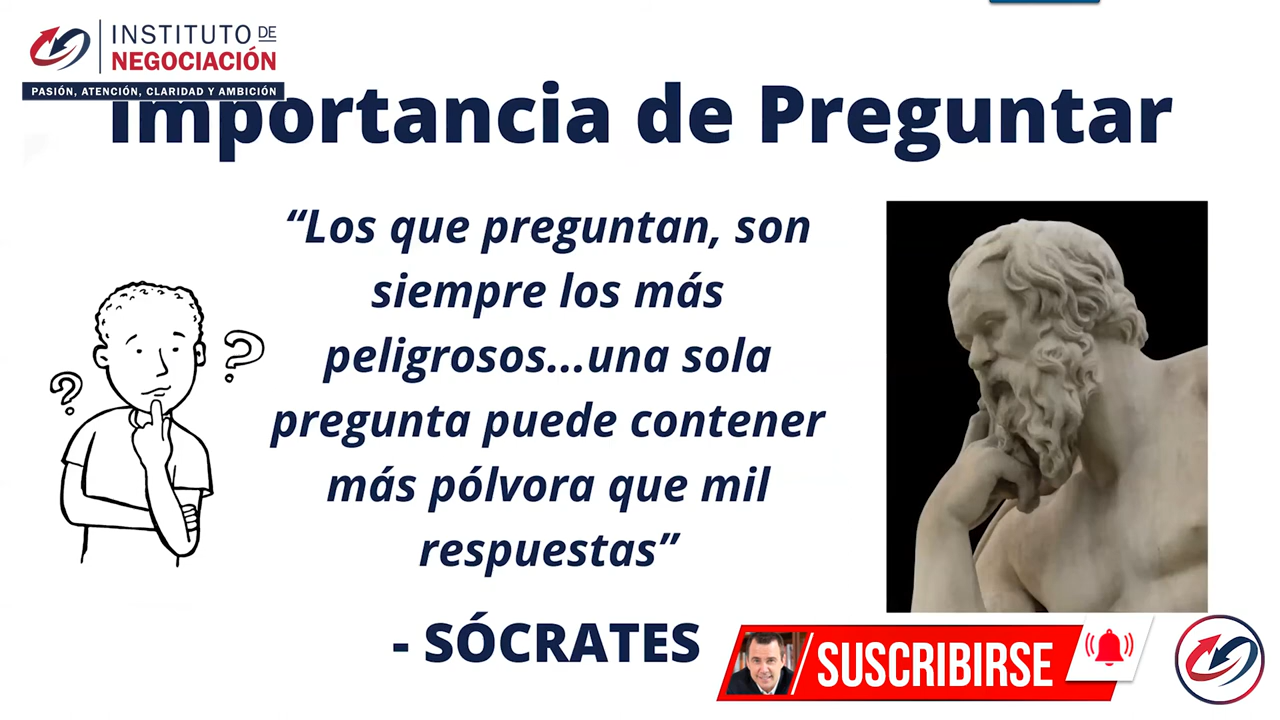 INSTITUTO DE
NEGOCIACIÓN
PASIÓN, ATENCIÓN, CLARIDAD Y AMBICIÓN
Importancia de Preguntar
“Los que preguntan, son
siempre los más
peligrosos...una sola
pregunta puede contener
más pólvora que mil
respuestas”
- SÓCRATES
SUSCRIBIRSE
? ?